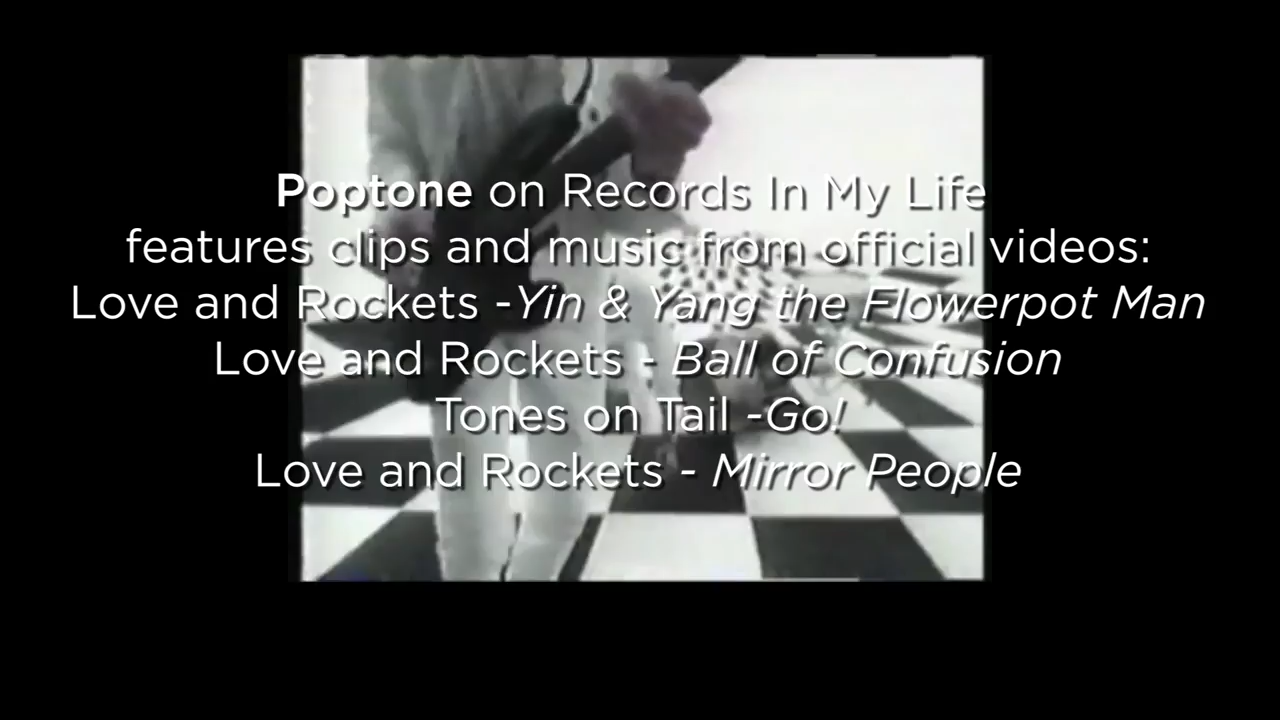 Poptone on Records In My Life
features clips and music from official videos:
Love and Rockets -Yin & Yang the Flowerpot Man
Love and Rockets - Ball of Confusion
Tones on Tail -Go!
Love and Rockets - Mirror People